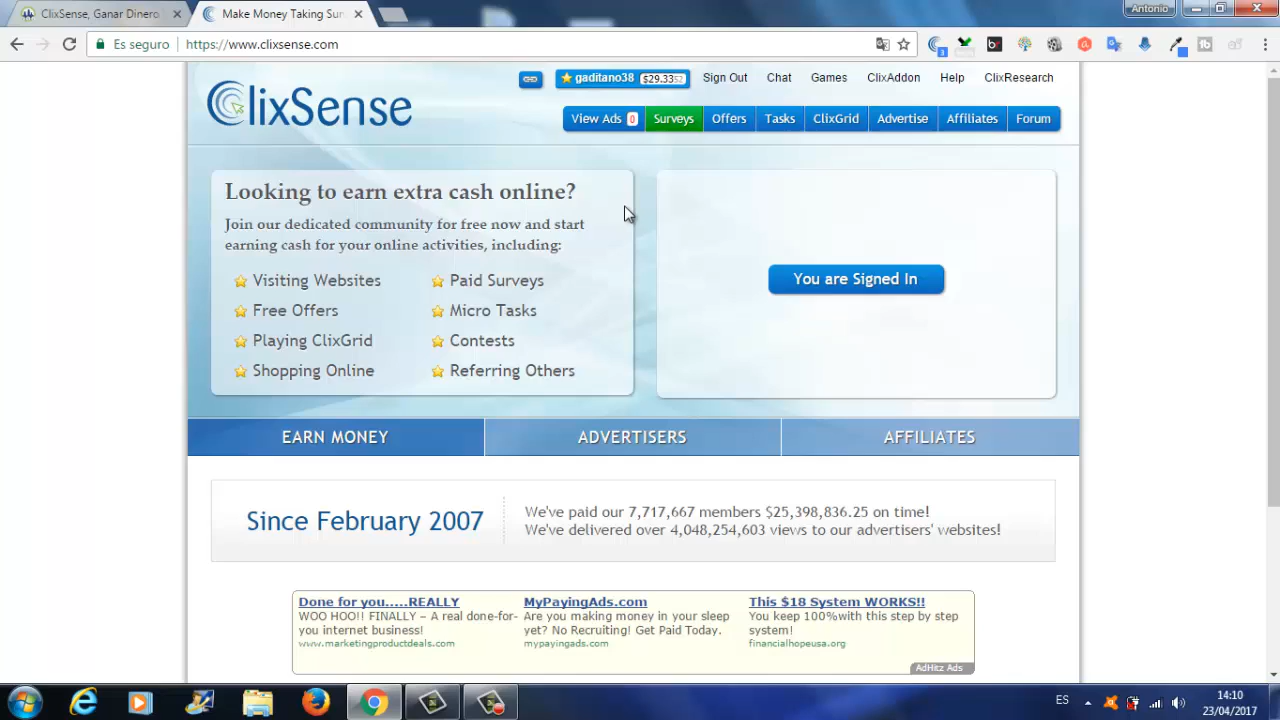 ClixSense, Ganar Dinero
Make Money Taking Sur
Antonio
Es seguro
https://www.clixsense.com
ClixSense
gaditano38 $29.3352
Sign Out
Chat
Games
ClixAddon
Help
ClixResearch
View Ads 0
Surveys
Offers
Tasks
ClixGrid
Advertise
Affiliates
Forum
Looking to earn extra cash online?
Join our dedicated community for free now and start
earning cash for your online activities, including:
Visiting Websites
Paid Surveys
Free Offers
Micro Tasks
Playing ClixGrid
Contests
Shopping Online
Referring Others
You are Signed In
EARN MONEY
ADVERTISERS
AFFILIATES
Since February 2007
We've paid our 7,717,667 members $25,398,836.25 on time!
We've delivered over 4,048,254,603 views to our advertisers' websites!
Done for you.....REALLY
WOO HOO!! FINALLY – A real done-for-
you internet business!
www.marketingproductdeals.com
MyPayingAds.com
Are you making money in your sleep
yet? No Recruiting! Get Paid Today.
mypayingads.com
This $18 System WORKS!!
You keep 100%with this step by step
system!
financialhopeusa.org
AdHitz Ads
ES
14:10
23/04/2017